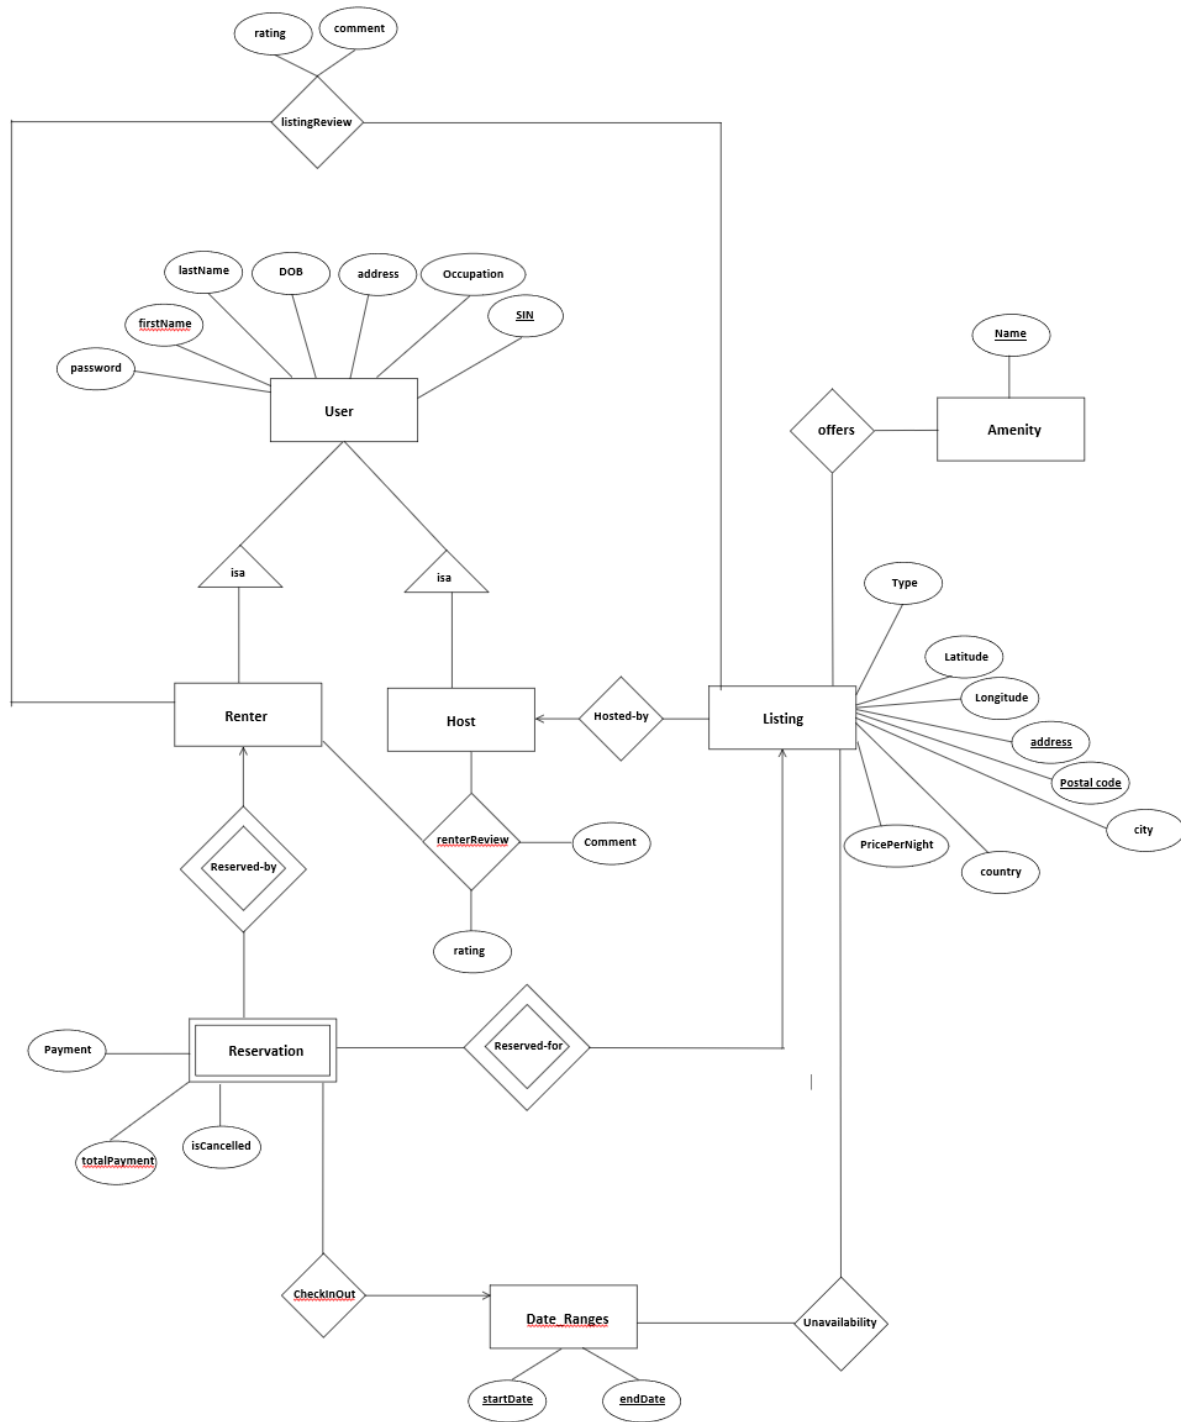 comment
rating
listingReview
lastName
DOB
address
Occupation
SIN
firstName
password
User
Name
offers
Amenity
isa
isa
Type
Latitude
Longitude
Renter
Host
Hosted-by
Listing
address
Postal code
city
PricePerNight
country
renterReview
Comment
Reserved-by
rating
Reservation
Reserved-for
Payment
isCancelled
totalPayment
CheckInOut
Date_Ranges
Unavailability
startDate
endDate